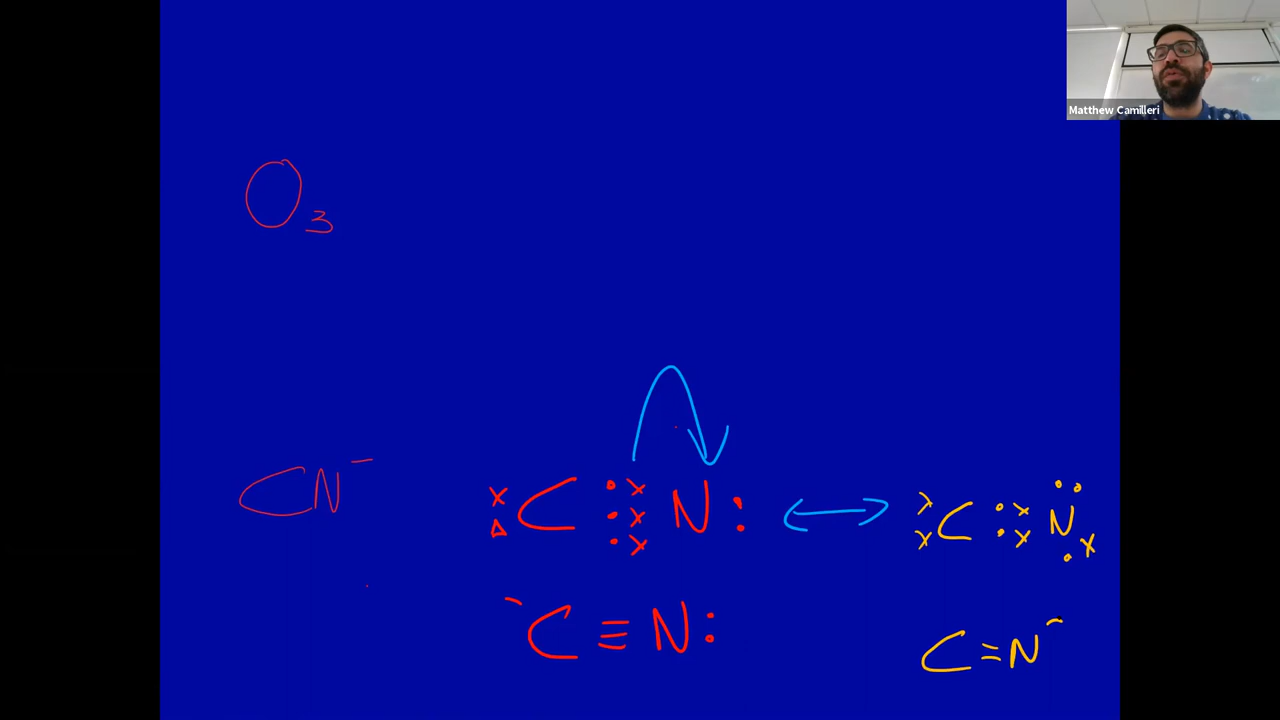 Matthew Camilleri
O₃
CN⁻
x △ C • x • x • x N : ↔ x x C • x • x N • • • x
⁻C ≡ N :
C = N⁻